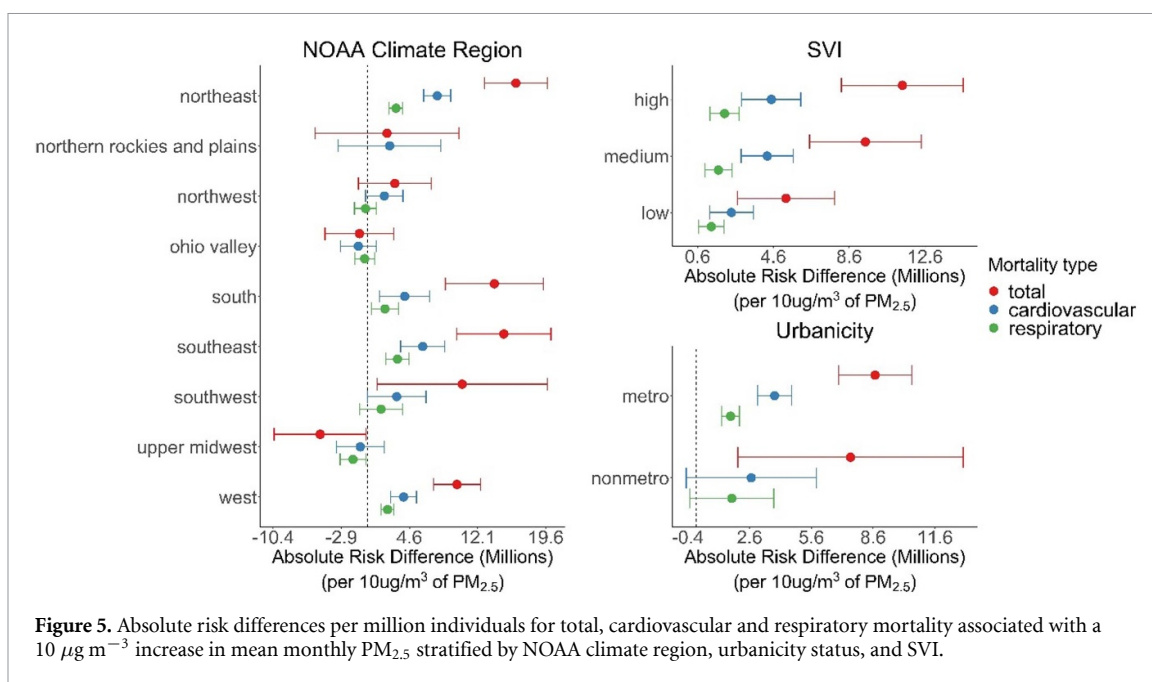 NOAA Climate Region
northeast
northern rockies and plains
northwest
ohio valley
south
southeast
southwest
upper midwest
west
-10.4 -2.9 4.6 12.1 19.6
Absolute Risk Difference (Millions)
(per 10ug/m³ of PM₂.₅)
SVI
high
medium
low
0.6 4.6 8.6 12.6
Absolute Risk Difference (Millions)
(per 10ug/m³ of PM₂.₅)
Urbanicity
metro
nonmetro
-0.4 2.6 5.6 8.6 11.6
Absolute Risk Difference (Millions)
(per 10ug/m³ of PM₂.₅)
Mortality type
total
cardiovascular
respiratory
Figure 5. Absolute risk differences per million individuals for total, cardiovascular and respiratory mortality associated with a
10 μg m⁻³ increase in mean monthly PM₂.₅ stratified by NOAA climate region, urbanicity status, and SVI.